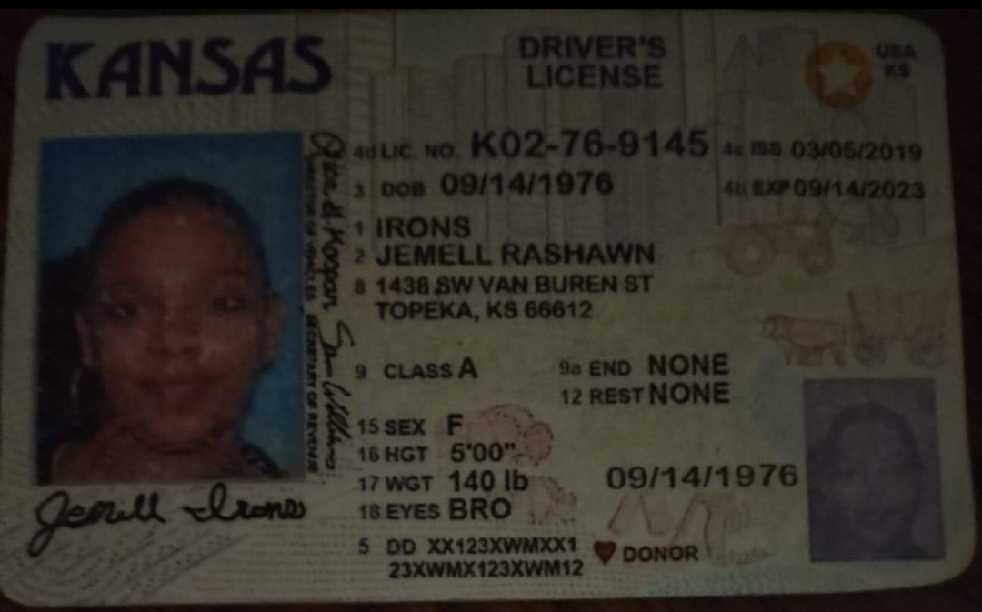 KANSAS
DRIVER'S
LICENSE
USA
KS
4d LIC. NO. K02-76-9145
4a ISS 03/05/2019
3 DOB 09/14/1976
4b EXP 09/14/2023
1 IRONS
2 JEMELL RASHAWN
8 1438 SW VAN BUREN ST
TOPEKA, KS 66612
9 CLASS A
9a END NONE
12 REST NONE
15 SEX F
16 HGT 5'00"
17 WGT 140 lb
09/14/1976
18 EYES BRO
5 DD XX123XWMXX1
23XWMX123XWM12
DONOR
Jemell Irons
DIRECTOR OF VEHICLES
SECRETARY OF REVENUE